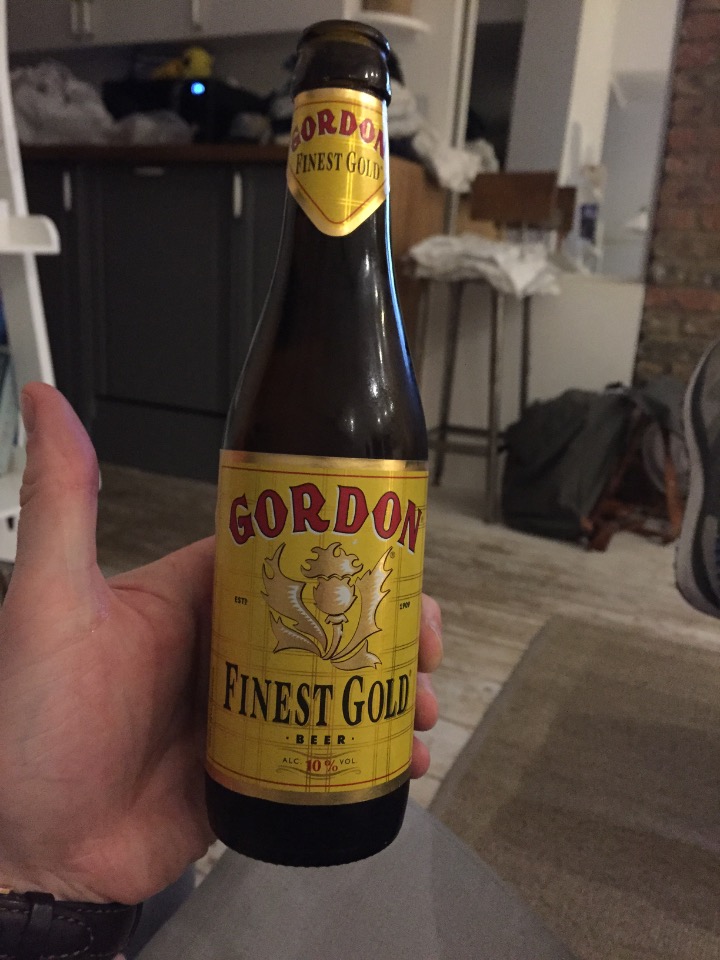 GORDON
FINEST GOLD
GORDON
ESTD 1909
FINEST GOLD
·BEER·
ALC. 10% VOL.